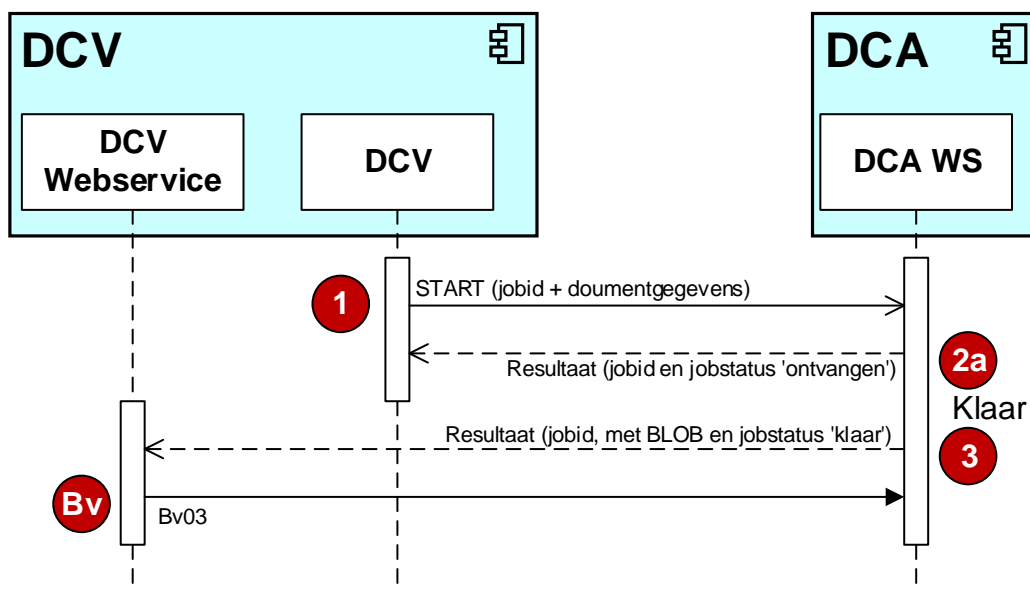 DCV
DCA
DCV
Webservice
DCV
DCA WS
1
START (jobid + doumentgegevens)
2a
Resultaat (jobid en jobstatus 'ontvangen')
Klaar
Resultaat (jobid, met BLOB en jobstatus 'klaar')
3
Bv
Bv03